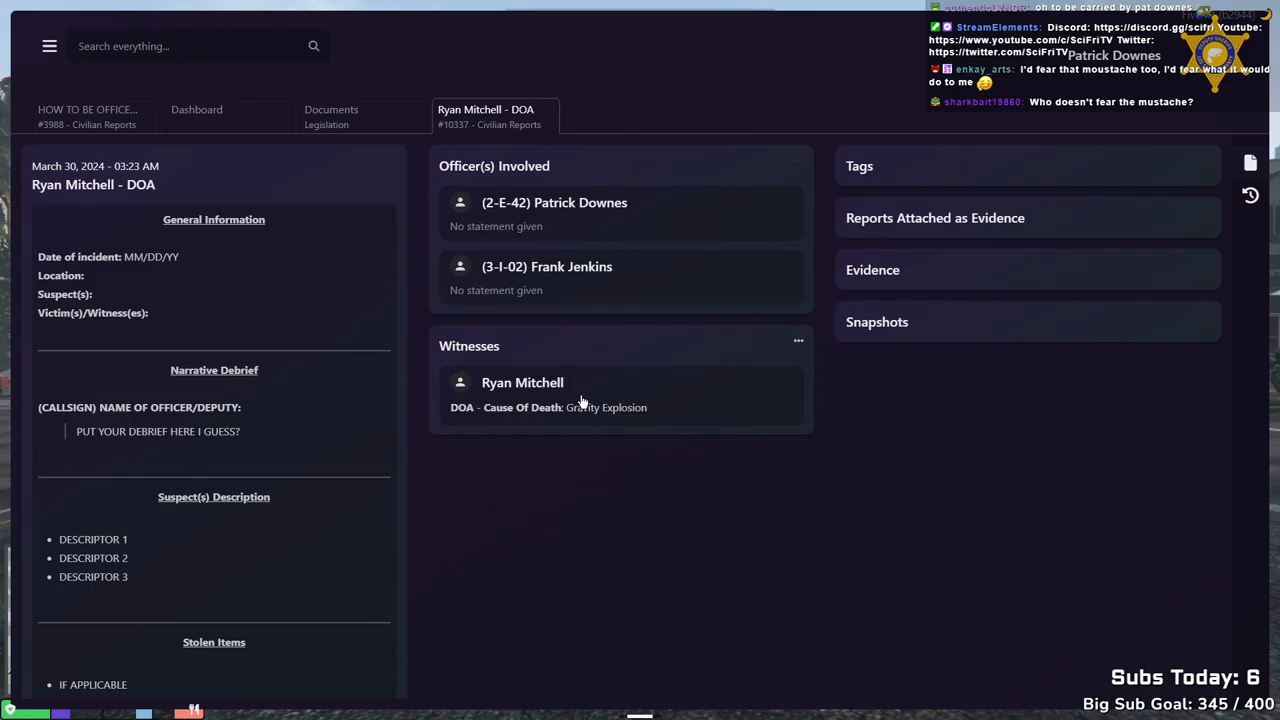 Search everything...
HOW TO BE OFFICE...
#3988 - Civilian Reports
Dashboard
Documents
Legislation
Ryan Mitchell - DOA
#10337 - Civilian Reports
oh to be carried by pat downes
StreamElements: Discord: https://discord.gg/scifri Youtube:
https://www.youtube.com/c/SciFriTV Twitter:
https://twitter.com/SciFriTV
Patrick Downes
enkay_arts: I'd fear that moustache too, I'd fear what it would
do to me
sharkbait19860: Who doesn't fear the mustache?
March 30, 2024 - 03:23 AM
Ryan Mitchell - DOA
General Information
Date of incident: MM/DD/YY
Location:
Suspect(s):
Victim(s)/Witness(es):
Narrative Debrief
(CALLSIGN) NAME OF OFFICER/DEPUTY:
PUT YOUR DEBRIEF HERE I GUESS?
Suspect(s) Description
• DESCRIPTOR 1
• DESCRIPTOR 2
• DESCRIPTOR 3
Stolen Items
• IF APPLICABLE
Officer(s) Involved
(2-E-42) Patrick Downes
No statement given
(3-I-02) Frank Jenkins
No statement given
Witnesses
Ryan Mitchell
DOA - Cause Of Death: Gravity Explosion
Tags
Reports Attached as Evidence
Evidence
Snapshots
Subs Today: 6
Big Sub Goal: 345 / 400